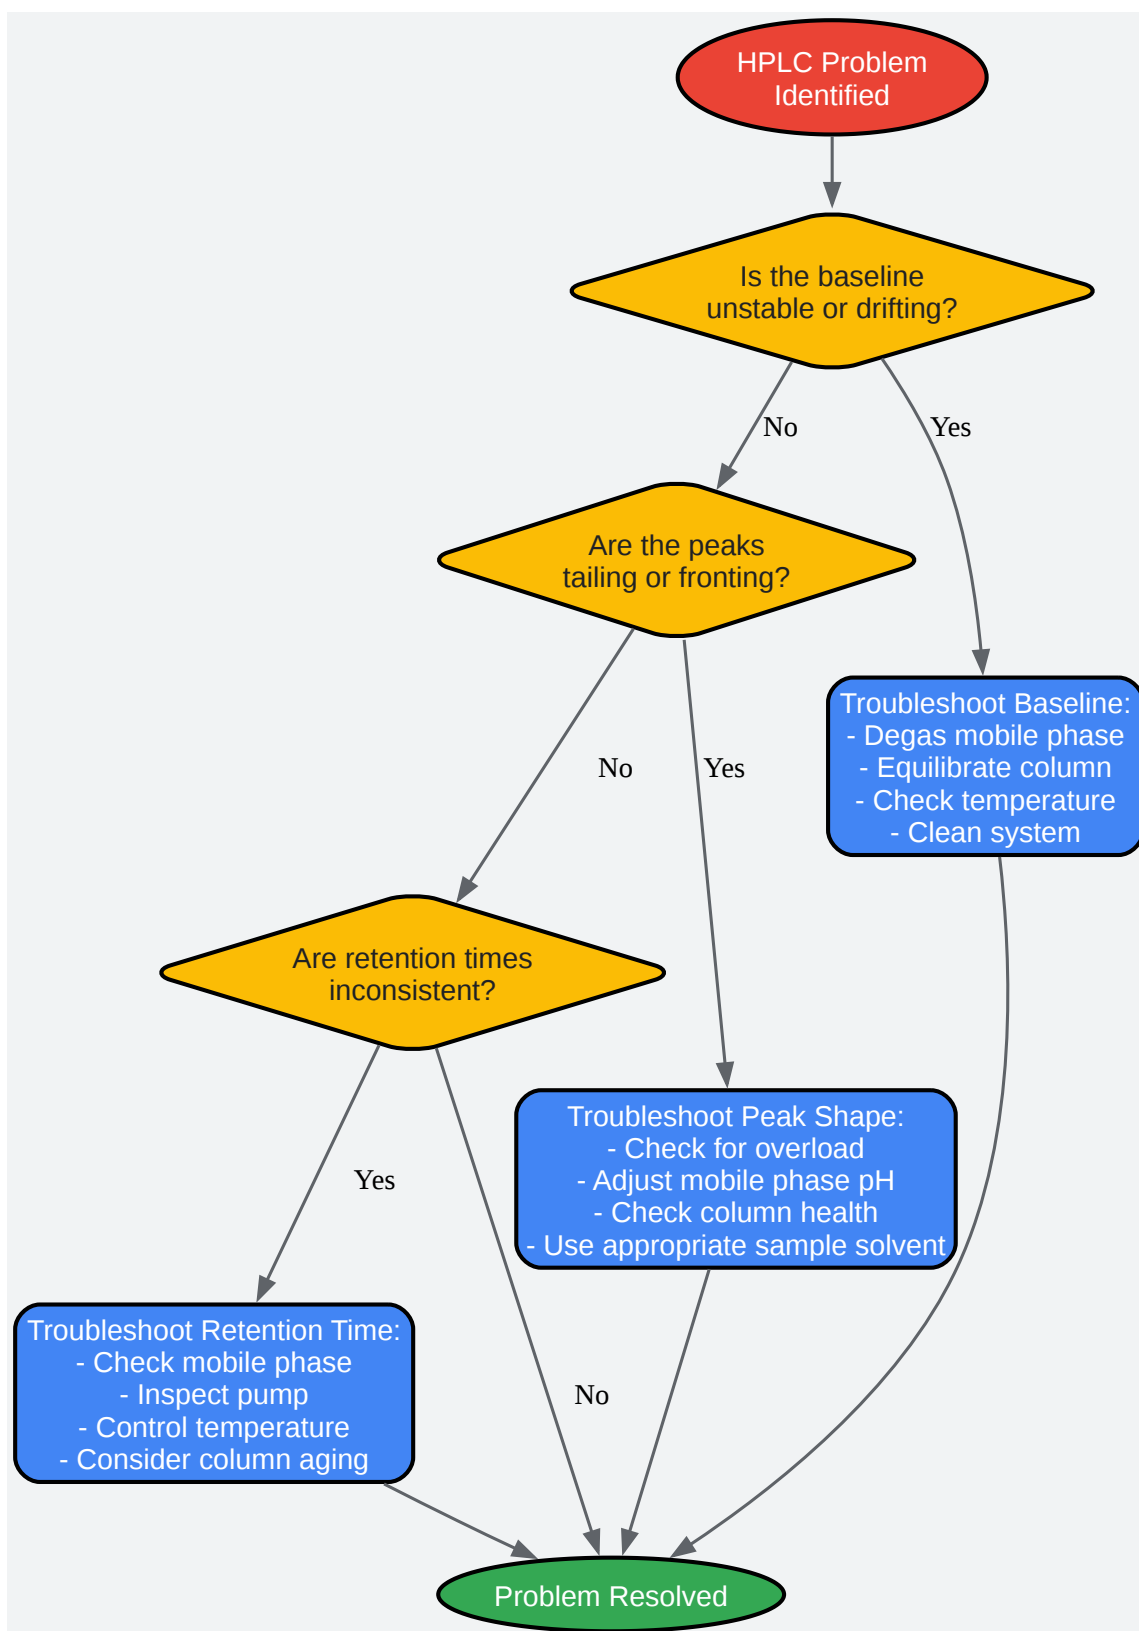 HPLC Problem
Identified
Is the baseline
unstable or drifting?
No
Yes
Are the peaks
tailing or fronting?
Troubleshoot Baseline:
- Degas mobile phase
- Equilibrate column
- Check temperature
- Clean system
No
Yes
Are retention times
inconsistent?
Troubleshoot Peak Shape:
- Check for overload
- Adjust mobile phase pH
- Check column health
- Use appropriate sample solvent
Yes
Troubleshoot Retention Time:
- Check mobile phase
- Inspect pump
- Control temperature
- Consider column aging
No
Problem Resolved